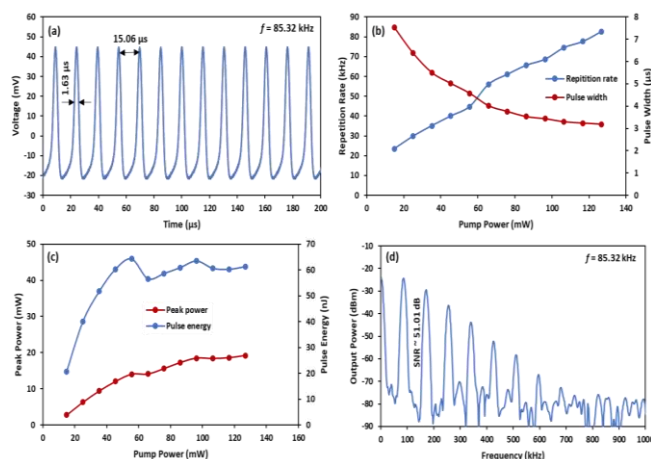 (a)
15.06 µs
f = 85.32 kHz
1.63 µs
Voltage (mV)
60
50
40
30
20
10
0
-10
-20
-30
0 20 40 60 80 100 120 140 160 180 200
Time (µs)
(b)
Repitition rate
Pulse width
Repetition Rate (kHz)
90
80
70
60
50
40
30
20
10
0
Pulse Width (µs)
8
7
6
5
4
3
2
1
0
0 20 40 60 80 100 120 140
Pump Power (mW)
(c)
Peak power
Pulse energy
Peak Power (mW)
50
40
30
20
10
0
Pulse Energy (nJ)
70
60
50
40
30
20
10
0
0 20 40 60 80 100 120 140
Pump Power (mW)
(d)
f = 85.32 kHz
SNR ~ 51.01 dB
Output Power (dBm)
-10
-20
-30
-40
-50
-60
-70
-80
-90
0 100 200 300 400 500 600 700 800 900 1000
Frequency (kHz)